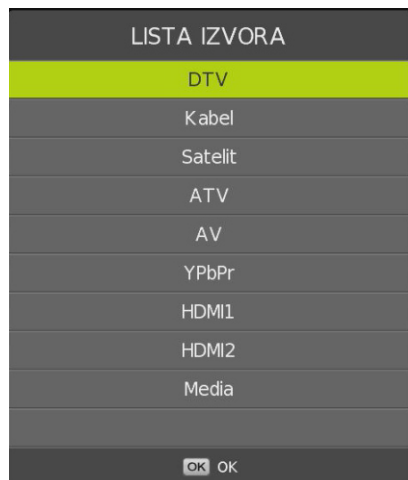 LISTA IZVORA
DTV
Kabel
Satelit
ATV
AV
YPbPr
HDMI1
HDMI2
Media
OK OK